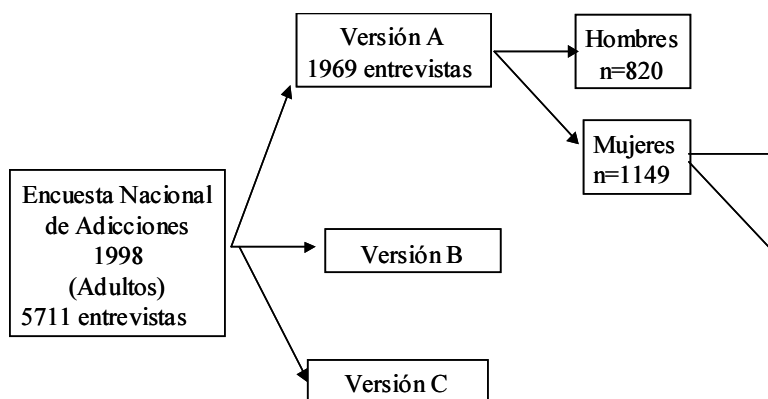 Versión A
1969 entrevistas
Hombres
n=820
Mujeres
n=1149
Encuesta Nacional
de Adicciones
1998
(Adultos)
5711 entrevistas
Versión B
Versión C